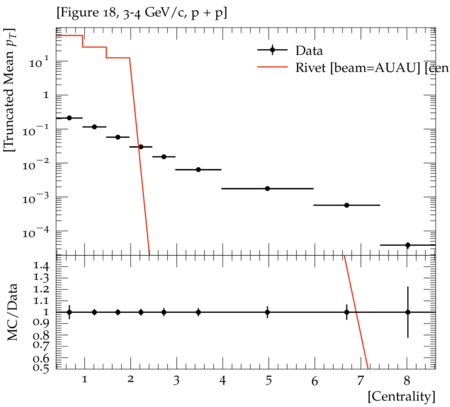 [Figure 18, 3-4 GeV/c, p + p]
[Truncated Mean p_T]
10^1
1
10^−1
10^−2
10^−3
10^−4
Data
Rivet [beam=AUAU] [cen
MC/Data
1.4
1.3
1.2
1.1
1
0.9
0.8
0.7
0.6
0.5
1 2 3 4 5 6 7 8
[Centrality]